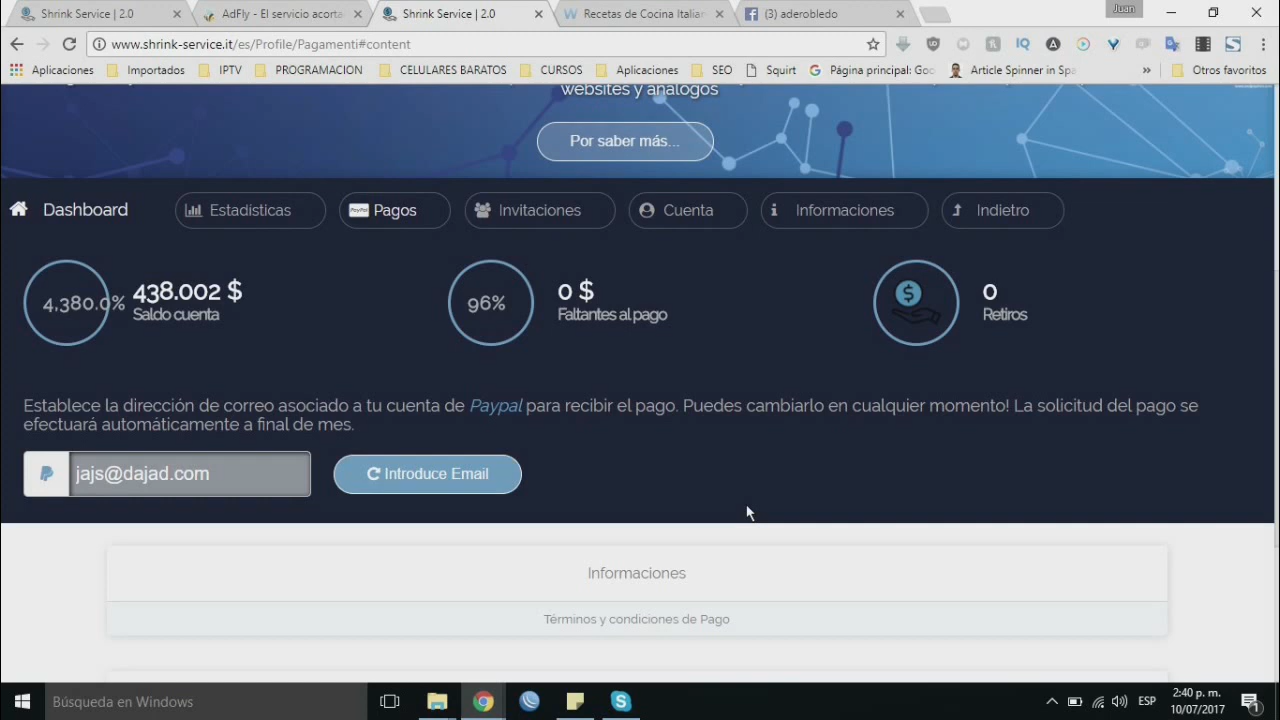 Shrink Service | 2.0
AdFly - El servicio acorta
Shrink Service | 2.0
Recetas de Cocina Italian
(3) aderobledo
Juan
www.shrink-service.it/es/Profile/Pagamenti#content
Aplicaciones
Importados
IPTV
PROGRAMACION
CELULARES BARATOS
CURSOS
Aplicaciones
SEO
Squirt
Página principal: Goo
Article Spinner in Spa
»
Otros favoritos
websites y analogos
Por saber más...
Dashboard
Estadísticas
PayPal
Pagos
Invitaciones
Cuenta
Informaciones
Indietro
4,380.0%
438.002 $
Saldo cuenta
96%
0 $
Faltantes al pago
0
Retiros
Establece la dirección de correo asociado a tu cuenta de Paypal para recibir el pago. Puedes cambiarlo en cualquier momento! La solicitud del pago se
efectuará automáticamente a final de mes.
jajs@dajad.com
Introduce Email
Informaciones
Términos y condiciones de Pago
Búsqueda en Windows
ESP
2:40 p. m.
10/07/2017